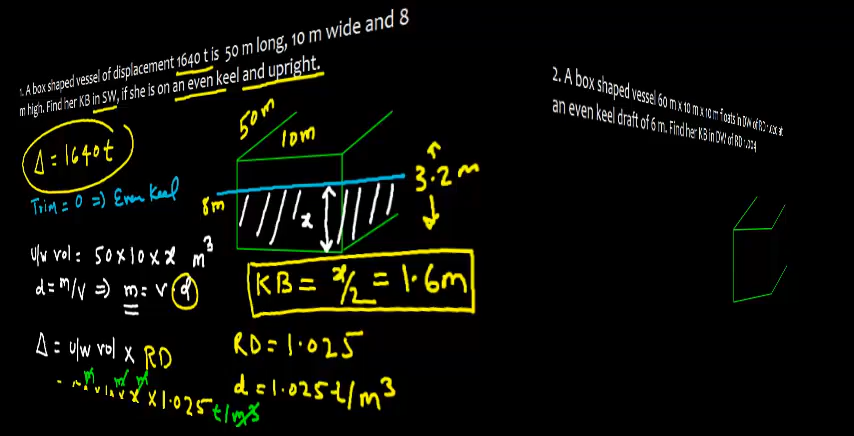 1. A box shaped vessel of displacement 1640 t is 50 m long, 10 m wide and 8
m high. Find her KB in SW, if she is on an even keel and upright.
Δ = 1640t
Trim = 0 => Even Keel
u/w vol: 50 x 10 x x m³
d = m/v => m = v d
Δ = u/w vol x RD
x 1.025 t/m³
50m
10m
8m
x
3.2 m
KB = x/2 = 1.6m
RD = 1.025
d = 1.025 t/m³
2. A box shaped vessel 60 m x 10 m x 10 m floats in DW of RD at
an even keel draft of 6 m. Find her KB in DW of RD